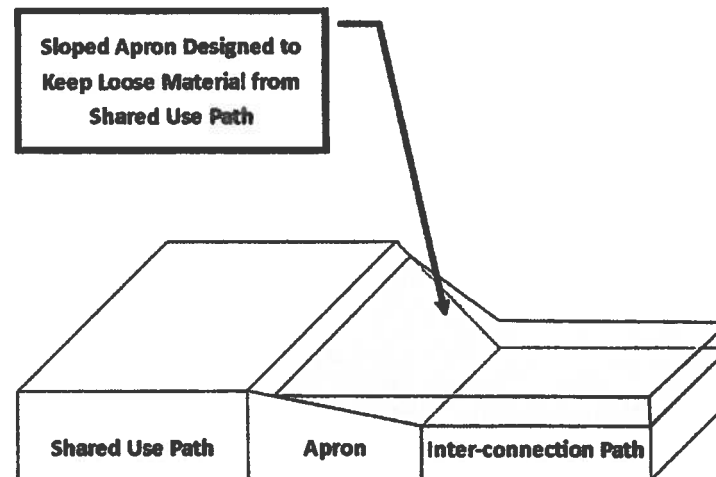 Sloped Apron Designed to
Keep Loose Material from
Shared Use Path
Shared Use Path
Apron
Inter-connection Path